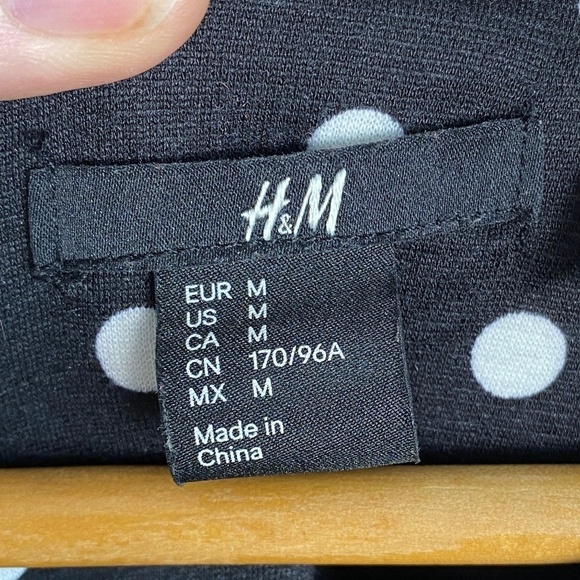 H&M
EUR M
US M
CA M
CN 170/96A
MX M
Made in
China